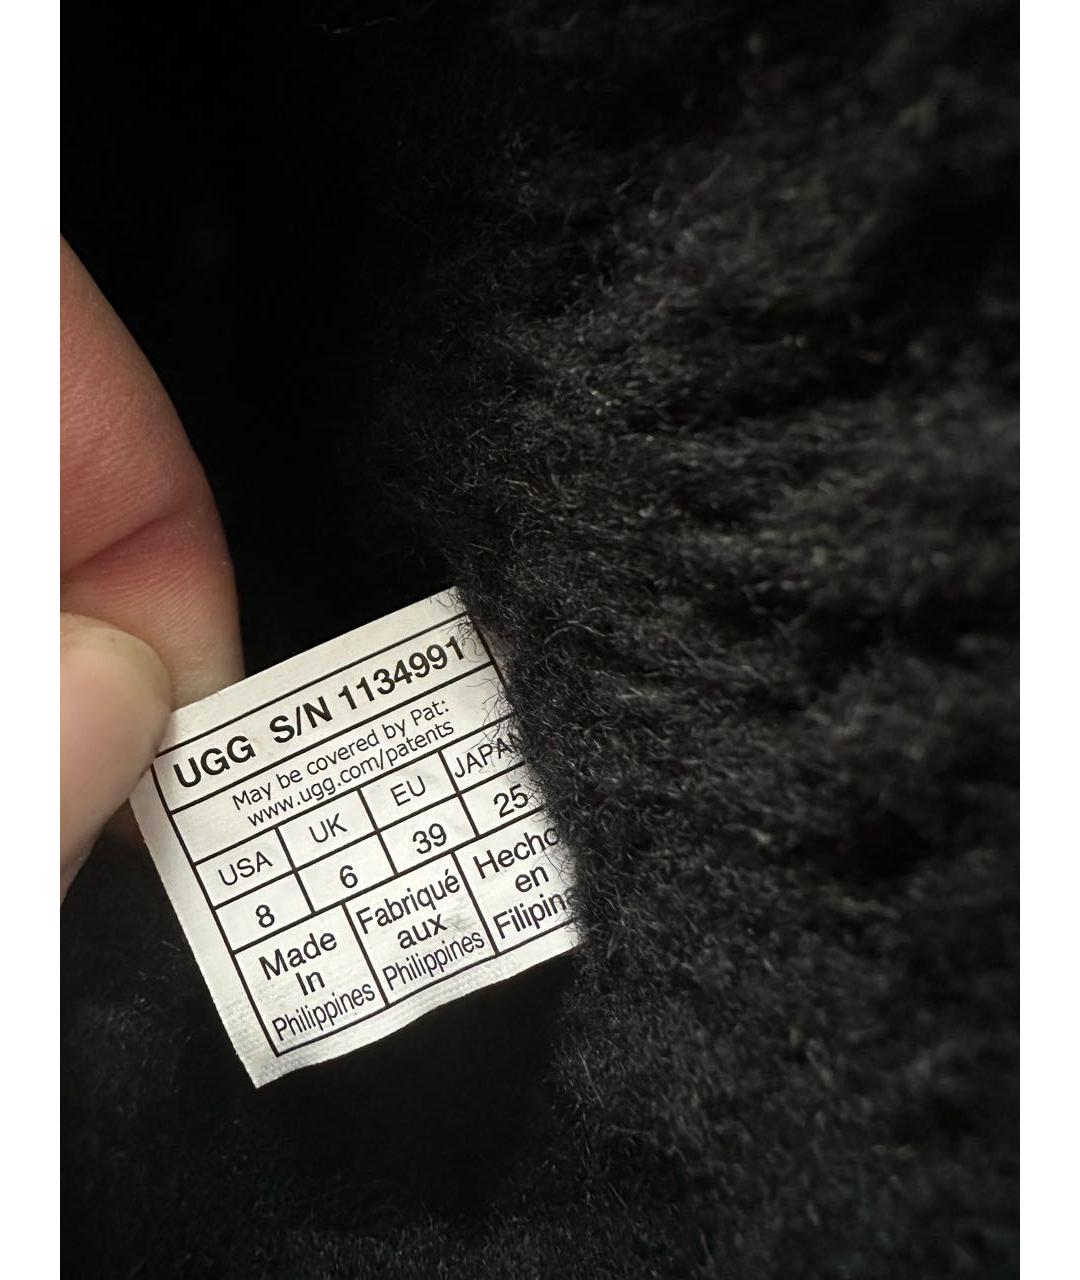 UGG S/N 1134991
May be covered by Pat:
www.ugg.com/patents
USA UK EU JAPAN
8 6 39 25
Made Fabriqué Hecho
In aux en
Philippines Philippines